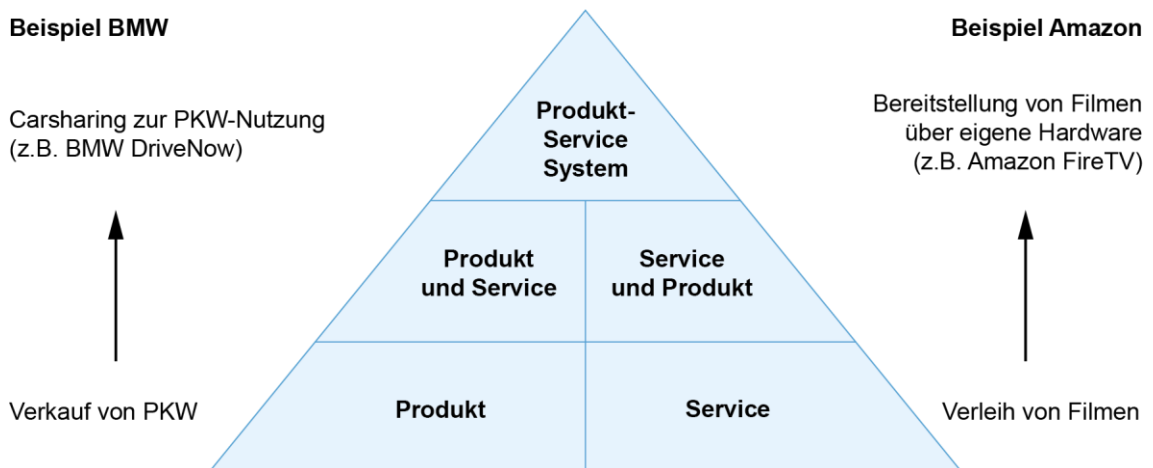 Beispiel BMW
Beispiel Amazon
Carsharing zur PKW-Nutzung
(z.B. BMW DriveNow)
Produkt-
Service
System
Bereitstellung von Filmen
über eigene Hardware
(z.B. Amazon FireTV)
Produkt
und Service
Service
und Produkt
Verkauf von PKW
Produkt
Service
Verleih von Filmen